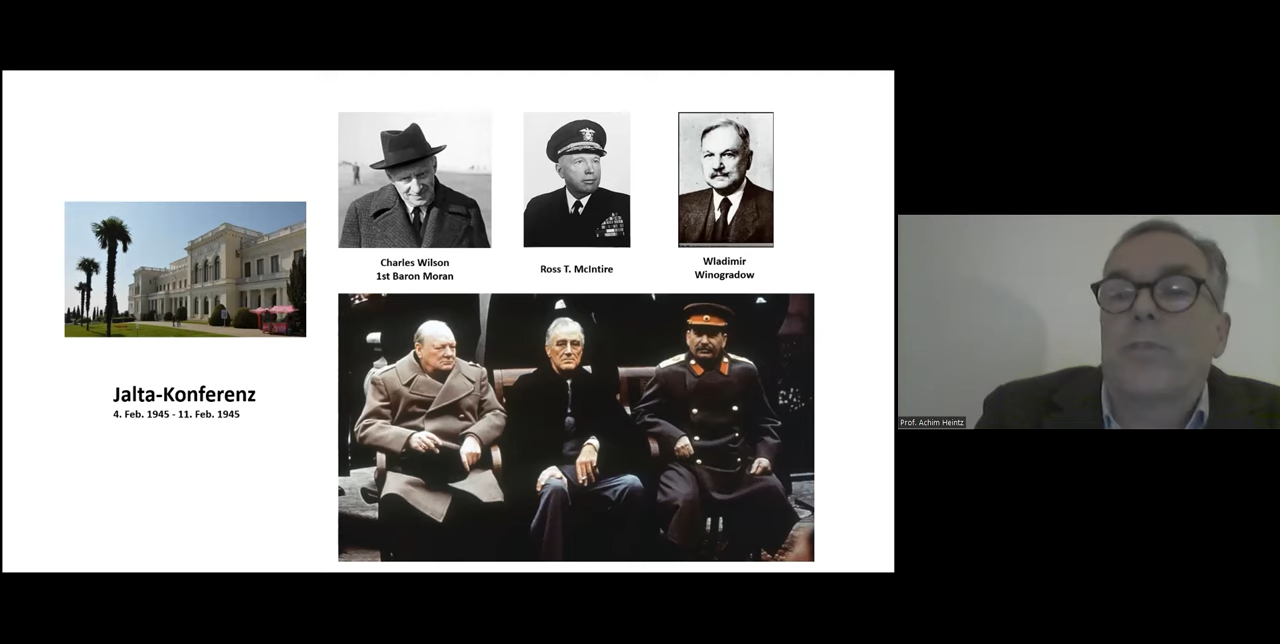 Charles Wilson
1st Baron Moran
Ross T. McIntire
Wladimir
Winogradow
Jalta-Konferenz
4. Feb. 1945 - 11. Feb. 1945
Prof. Achim Heintz